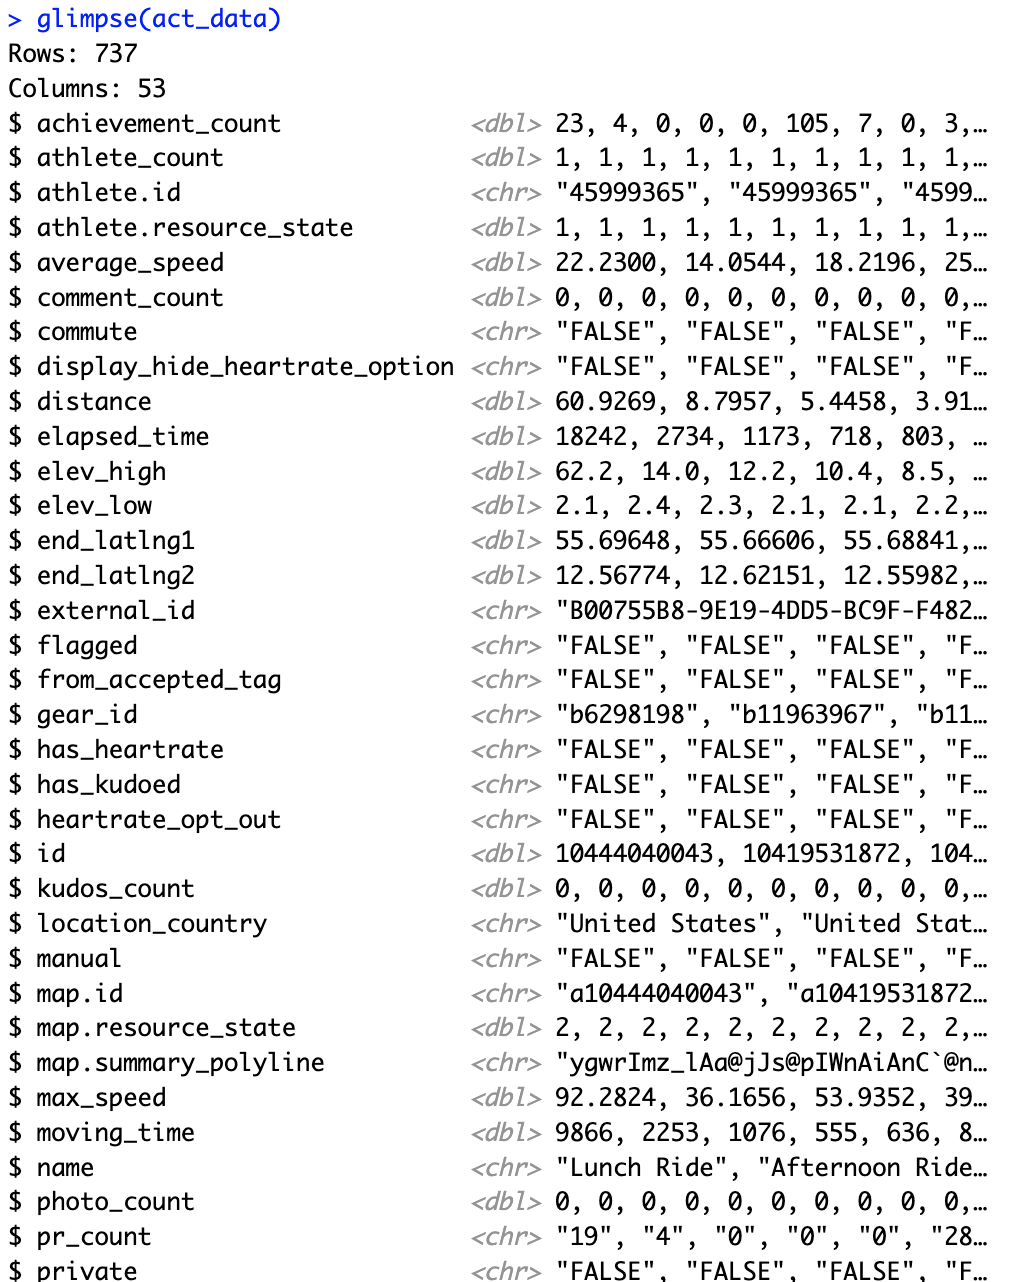 > glimpse(act_data)
Rows: 737
Columns: 53
$ achievement_count <dbl> 23, 4, 0, 0, 0, 105, 7, 0, 3,…
$ athlete_count <dbl> 1, 1, 1, 1, 1, 1, 1, 1, 1, 1,…
$ athlete.id <chr> "45999365", "45999365", "4599…
$ athlete.resource_state <dbl> 1, 1, 1, 1, 1, 1, 1, 1, 1, 1,…
$ average_speed <dbl> 22.2300, 14.0544, 18.2196, 25…
$ comment_count <dbl> 0, 0, 0, 0, 0, 0, 0, 0, 0, 0,…
$ commute <chr> "FALSE", "FALSE", "FALSE", "F…
$ display_hide_heartrate_option <chr> "FALSE", "FALSE", "FALSE", "F…
$ distance <dbl> 60.9269, 8.7957, 5.4458, 3.91…
$ elapsed_time <dbl> 18242, 2734, 1173, 718, 803, …
$ elev_high <dbl> 62.2, 14.0, 12.2, 10.4, 8.5, …
$ elev_low <dbl> 2.1, 2.4, 2.3, 2.1, 2.1, 2.2,…
$ end_latlng1 <dbl> 55.69648, 55.66606, 55.68841,…
$ end_latlng2 <dbl> 12.56774, 12.62151, 12.55982,…
$ external_id <chr> "B00755B8-9E19-4DD5-BC9F-F482…
$ flagged <chr> "FALSE", "FALSE", "FALSE", "F…
$ from_accepted_tag <chr> "FALSE", "FALSE", "FALSE", "F…
$ gear_id <chr> "b6298198", "b11963967", "b11…
$ has_heartrate <chr> "FALSE", "FALSE", "FALSE", "F…
$ has_kudoed <chr> "FALSE", "FALSE", "FALSE", "F…
$ heartrate_opt_out <chr> "FALSE", "FALSE", "FALSE", "F…
$ id <dbl> 10444040043, 10419531872, 104…
$ kudos_count <dbl> 0, 0, 0, 0, 0, 0, 0, 0, 0, 0,…
$ location_country <chr> "United States", "United Stat…
$ manual <chr> "FALSE", "FALSE", "FALSE", "F…
$ map.id <chr> "a10444040043", "a10419531872…
$ map.resource_state <dbl> 2, 2, 2, 2, 2, 2, 2, 2, 2, 2,…
$ map.summary_polyline <chr> "ygwrImz_lAa@jJs@pIWnAiAnC`@n…
$ max_speed <dbl> 92.2824, 36.1656, 53.9352, 39…
$ moving_time <dbl> 9866, 2253, 1076, 555, 636, 8…
$ name <chr> "Lunch Ride", "Afternoon Ride…
$ photo_count <dbl> 0, 0, 0, 0, 0, 0, 0, 0, 0, 0,…
$ pr_count <chr> "19", "4", "0", "0", "0", "28…
$ private <chr> "FALSE", "FALSE", "FALSE", "F…